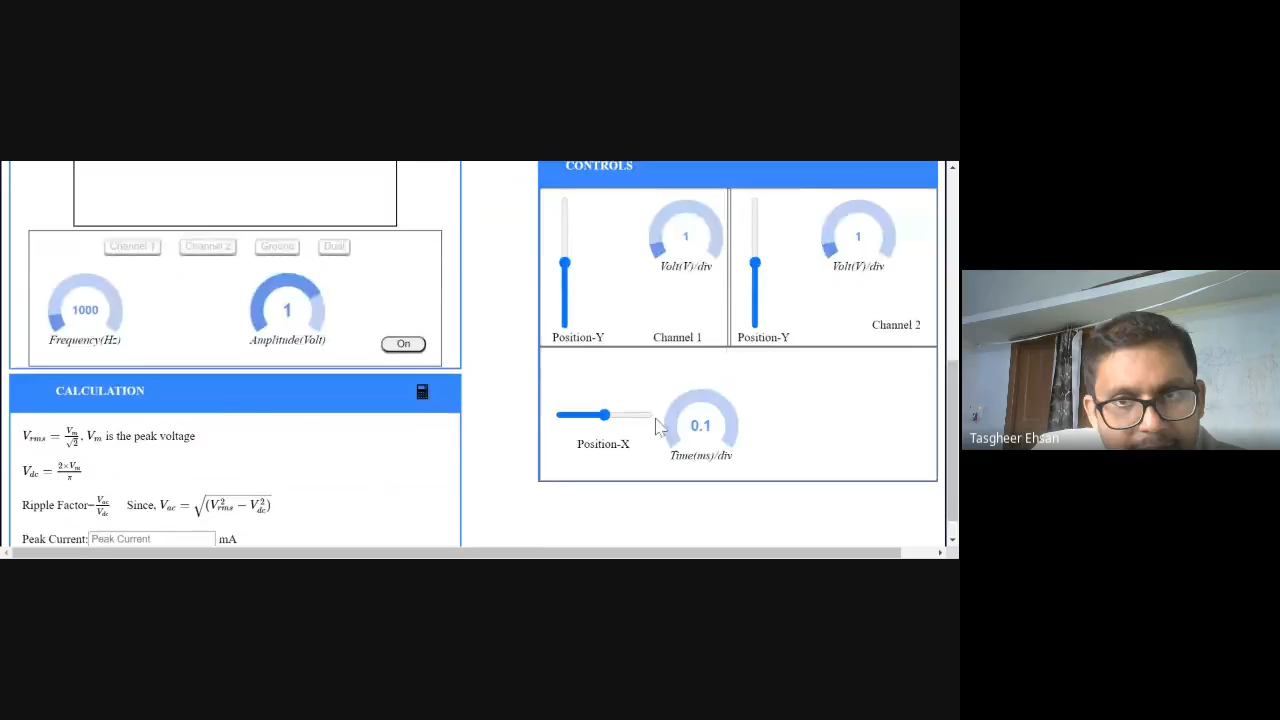 CONTROLS
Channel 1 Channel 2 Ground Dual
1000
Frequency(Hz)
1
Amplitude(Volt)
On
1
Volt(V)/div
Position-Y
Channel 1
1
Volt(V)/div
Position-Y
Channel 2
0.1
Time(ms)/div
Position-X
CALCULATION
V_rms = V_m/√2, V_m is the peak voltage
V_dc = 2×V_m/π
Ripple Factor=V_ac/V_dc Since, V_ac = √(V²_rms − V²_dc)
Peak Current: Peak Current mA
Tasgheer Ehsan